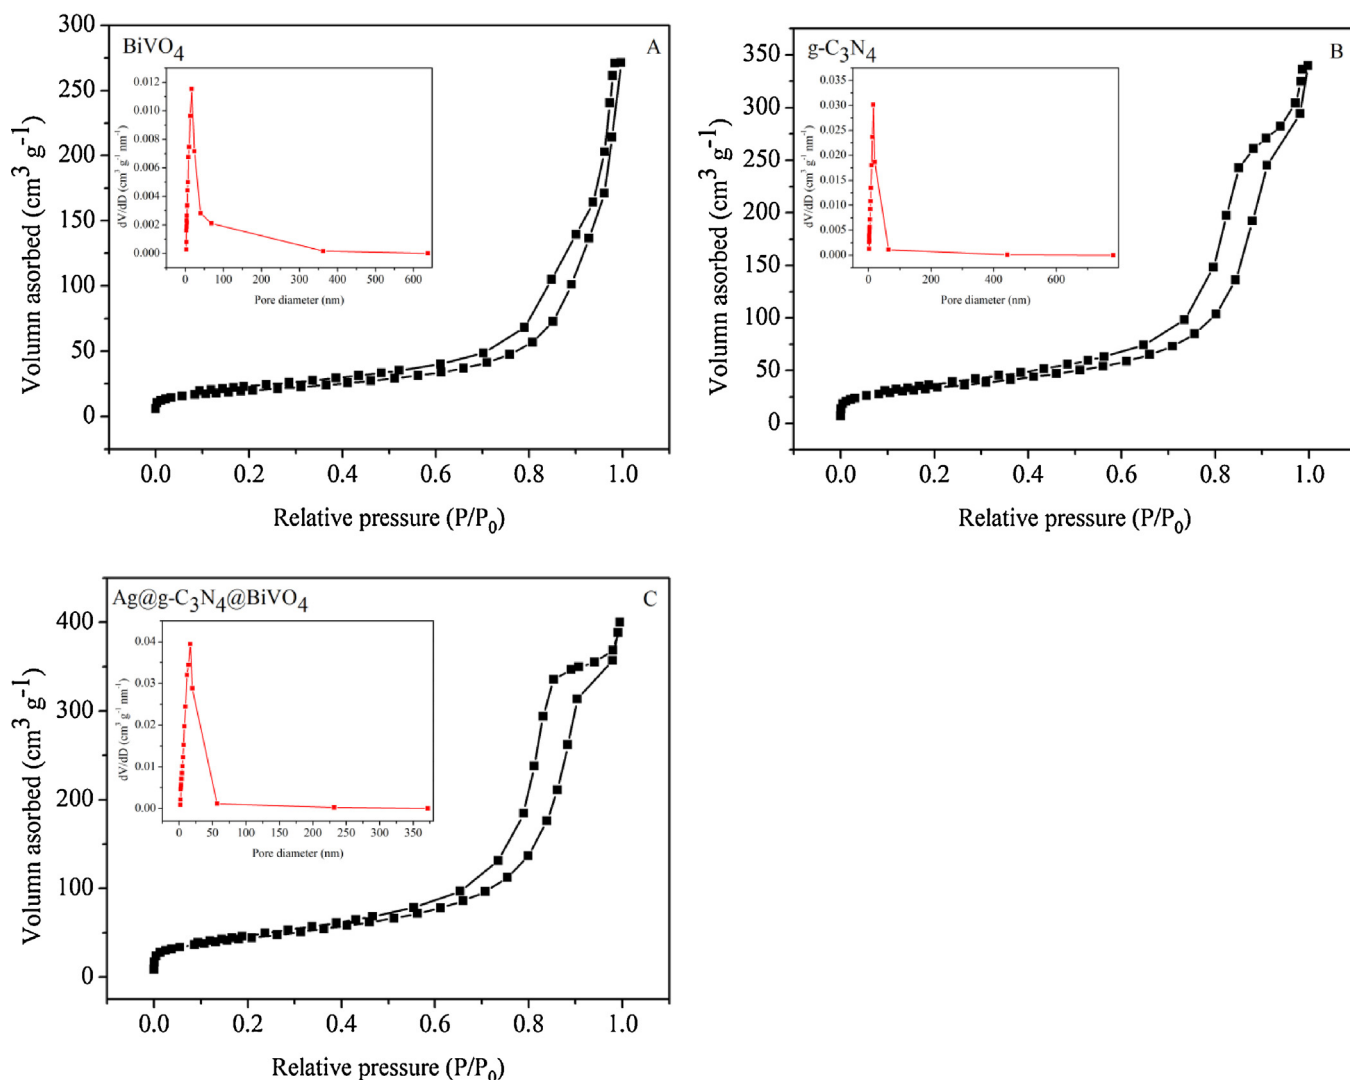 BiVO4
A
300
250
200
150
100
50
0
Volumn asorbed (cm3 g-1)
0.0 0.2 0.4 0.6 0.8 1.0
Relative pressure (P/P0)
0.012
0.010
0.008
0.006
0.004
0.002
0.000
dV/dD (cm3 g-1 nm-1)
0 100 200 300 400 500 600
Pore diameter (nm)
g-C3N4
B
350
300
250
200
150
100
50
0
Volumn asorbed (cm3 g-1)
0.0 0.2 0.4 0.6 0.8 1.0
Relative pressure (P/P0)
0.035
0.030
0.025
0.020
0.015
0.010
0.005
0.000
dV/dD (cm3 g-1 nm-1)
0 200 400 600
Pore diameter (nm)
Ag@g-C3N4@BiVO4
C
400
300
200
100
0
Volumn asorbed (cm3 g-1)
0.0 0.2 0.4 0.6 0.8 1.0
Relative pressure (P/P0)
0.04
0.03
0.02
0.01
0.00
dV/dD (cm3 g-1 nm-1)
0 50 100 150 200 250 300 350
Pore diameter (nm)